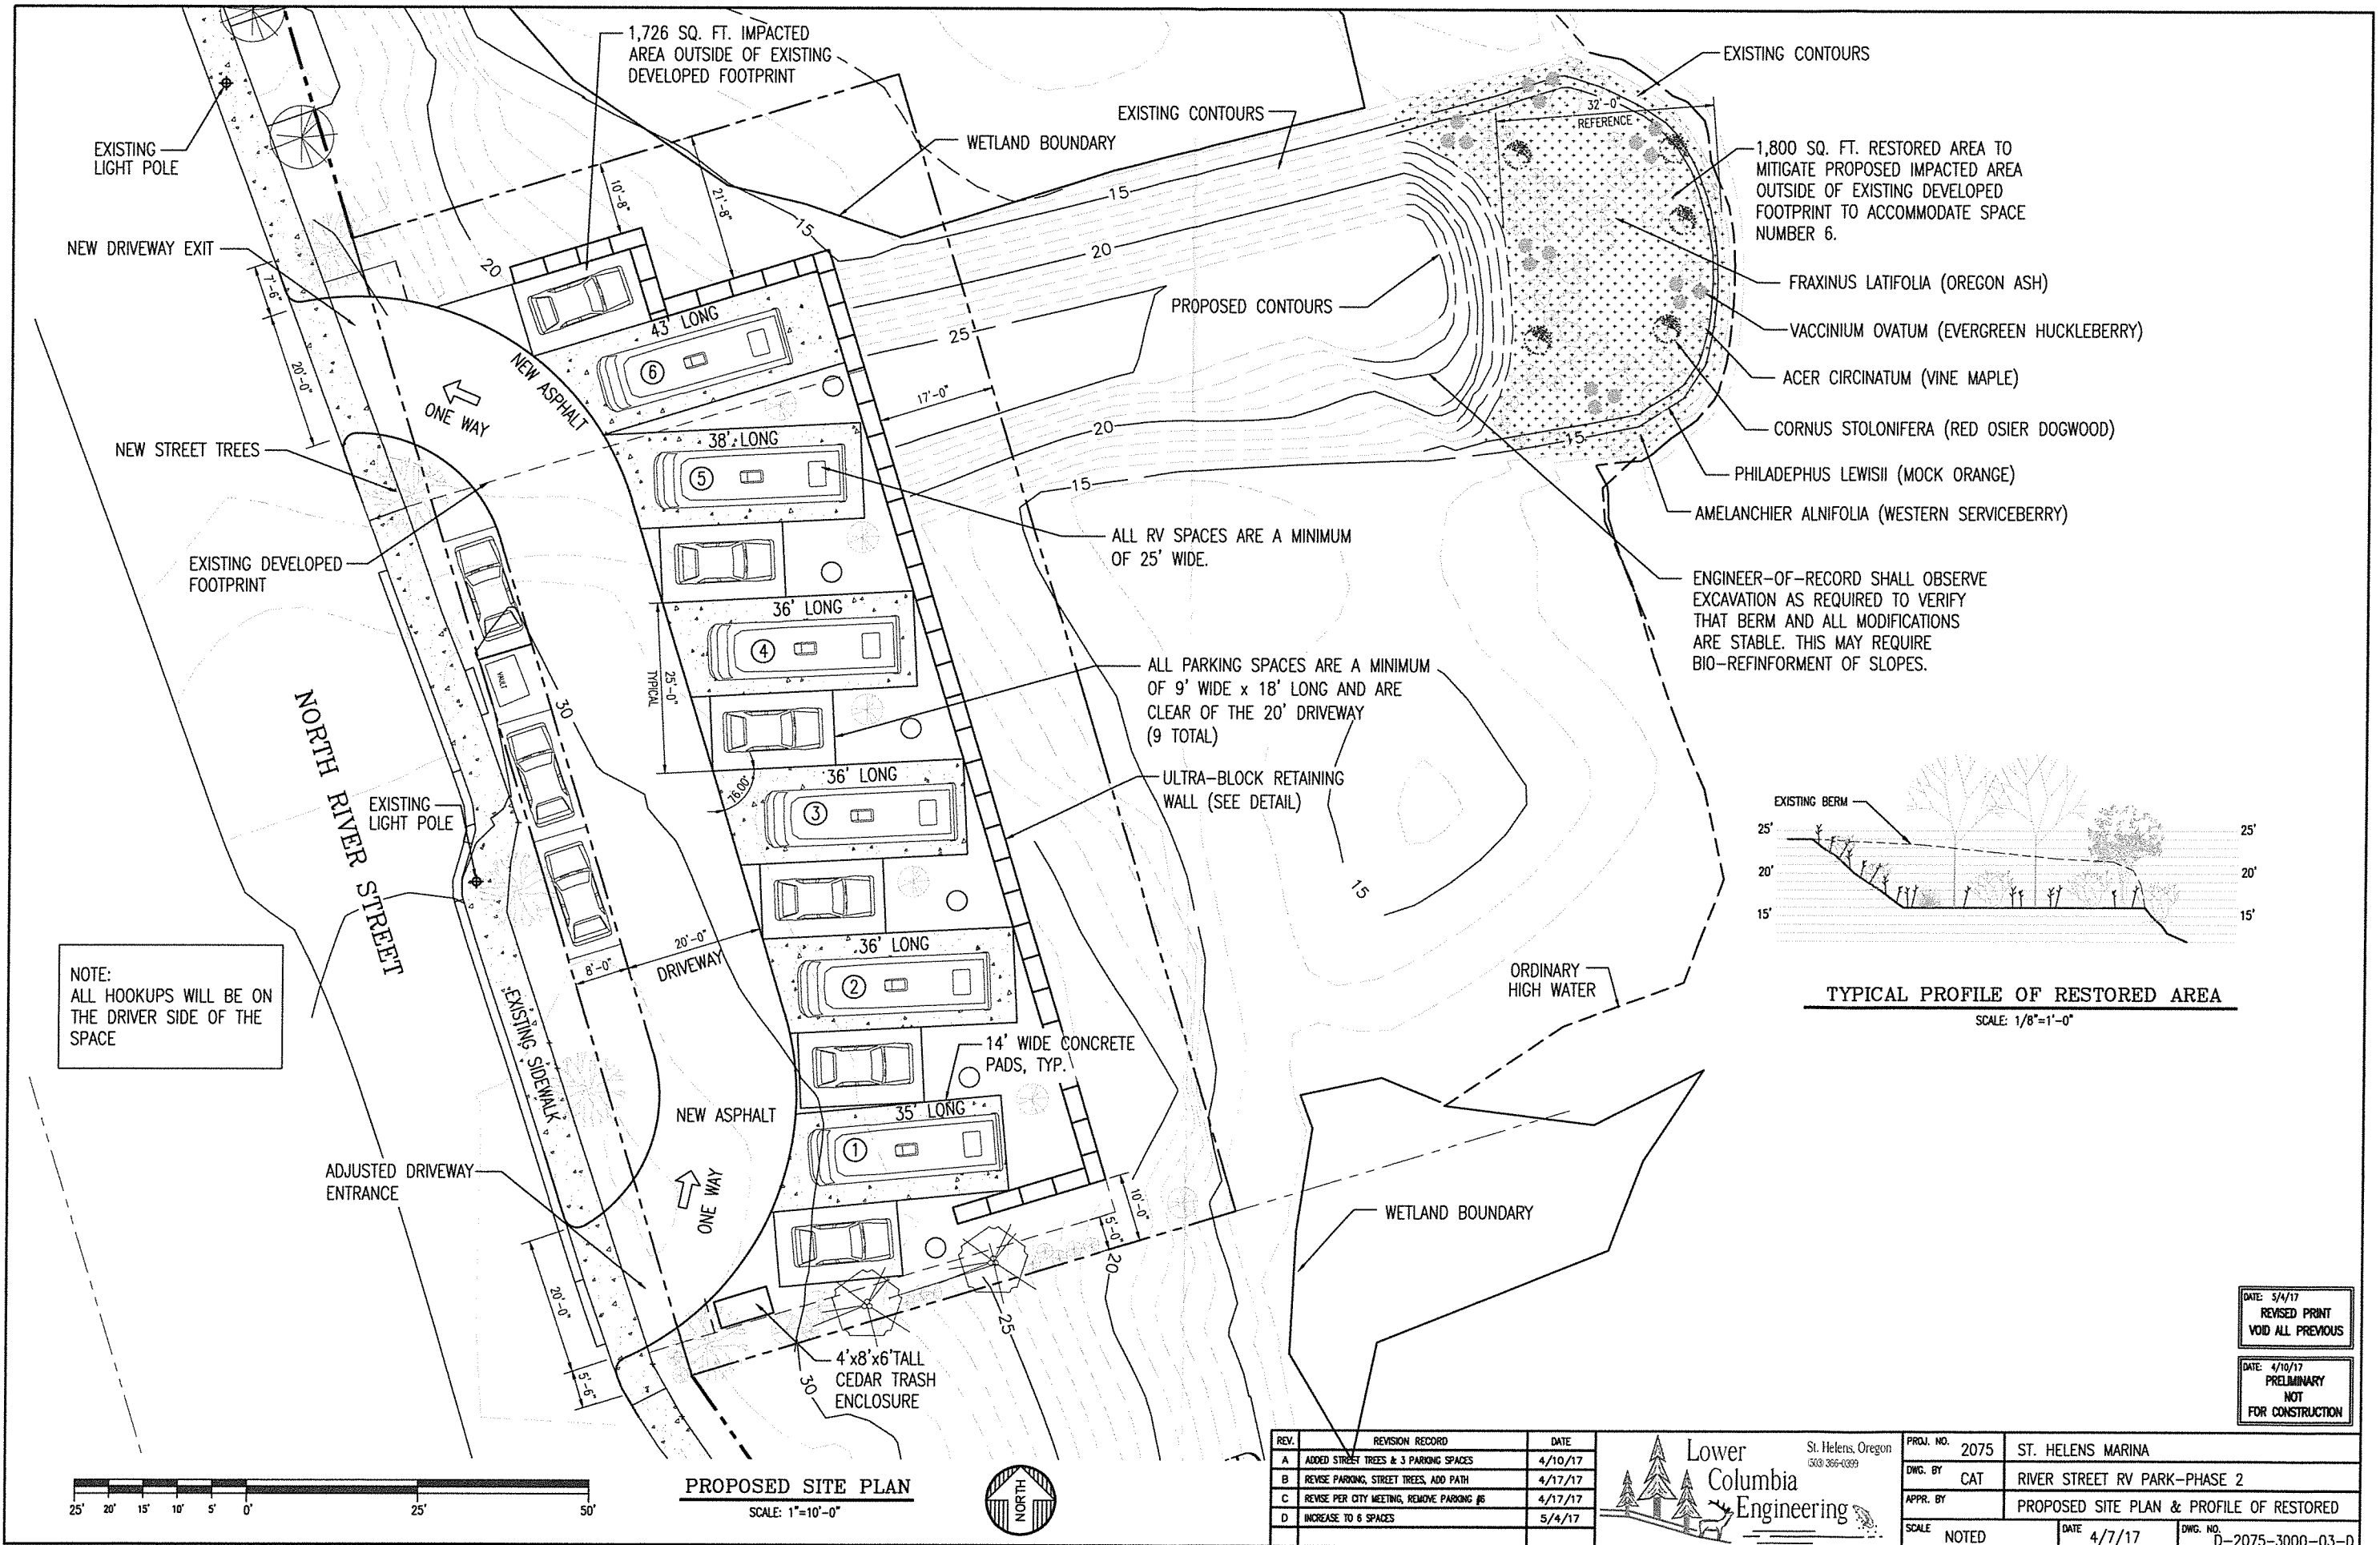 1,726 SQ. FT. IMPACTED
AREA OUTSIDE OF EXISTING
DEVELOPED FOOTPRINT
EXISTING CONTOURS
EXISTING CONTOURS
32'-0"
REFERENCE
WETLAND BOUNDARY
EXISTING
LIGHT POLE
1,800 SQ. FT. RESTORED AREA TO
MITIGATE PROPOSED IMPACTED AREA
OUTSIDE OF EXISTING DEVELOPED
FOOTPRINT TO ACCOMMODATE SPACE
NUMBER 6.
10'-8"
21'-8"
15
15
20
20
25
NEW DRIVEWAY EXIT
7'-6"
20'-0"
PROPOSED CONTOURS
FRAXINUS LATIFOLIA (OREGON ASH)
VACCINIUM OVATUM (EVERGREEN HUCKLEBERRY)
ACER CIRCINATUM (VINE MAPLE)
CORNUS STOLONIFERA (RED OSIER DOGWOOD)
PHILADEPHUS LEWISII (MOCK ORANGE)
AMELANCHIER ALNIFOLIA (WESTERN SERVICEBERRY)
43' LONG
6
NEW ASPHALT
ONE WAY
17'-0"
20
15
15
NEW STREET TREES
38' LONG
5
EXISTING DEVELOPED
FOOTPRINT
ALL RV SPACES ARE A MINIMUM
OF 25' WIDE.
ENGINEER-OF-RECORD SHALL OBSERVE
EXCAVATION AS REQUIRED TO VERIFY
THAT BERM AND ALL MODIFICATIONS
ARE STABLE. THIS MAY REQUIRE
BIO-REFINFORMENT OF SLOPES.
36' LONG
4
25'-0"
TYPICAL
VAULT
30
ALL PARKING SPACES ARE A MINIMUM
OF 9' WIDE x 18' LONG AND ARE
CLEAR OF THE 20' DRIVEWAY
(9 TOTAL)
NORTH RIVER STREET
EXISTING
LIGHT POLE
76.00°
36' LONG
3
ULTRA-BLOCK RETAINING
WALL (SEE DETAIL)
15
EXISTING BERM
25'
25'
20'
20'
15'
15'
TYPICAL PROFILE OF RESTORED AREA
SCALE: 1/8"=1'-0"
NOTE:
ALL HOOKUPS WILL BE ON
THE DRIVER SIDE OF THE
SPACE
20'-0"
DRIVEWAY
8'-0"
36' LONG
2
ORDINARY
HIGH WATER
EXISTING SIDEWALK
14' WIDE CONCRETE
PADS, TYP.
NEW ASPHALT
35' LONG
1
ADJUSTED DRIVEWAY
ENTRANCE
ONE WAY
10'-0"
5'-0"
20
WETLAND BOUNDARY
20'-0"
5'-6"
25
30
4'x8'x6'TALL
CEDAR TRASH
ENCLOSURE
DATE: 5/4/17
REVISED PRINT
VOID ALL PREVIOUS
DATE: 4/10/17
PRELIMINARY
NOT
FOR CONSTRUCTION
25' 20' 15' 10' 5' 0' 25' 50'
PROPOSED SITE PLAN
SCALE: 1"=10'-0"
NORTH
REV. REVISION RECORD DATE
A ADDED STREET TREES & 3 PARKING SPACES 4/10/17
B REVISE PARKING, STREET TREES, ADD PATH 4/17/17
C REVISE PER CITY MEETING, REMOVE PARKING #6 4/17/17
D INCREASE TO 6 SPACES 5/4/17
Lower
Columbia
Engineering
St. Helens, Oregon
(503) 366-0399
PROJ. NO. 2075 ST. HELENS MARINA
DWG. BY CAT RIVER STREET RV PARK-PHASE 2
APPR. BY PROPOSED SITE PLAN & PROFILE OF RESTORED
SCALE NOTED DATE 4/7/17 DWG. NO. D-2075-3000-03-D